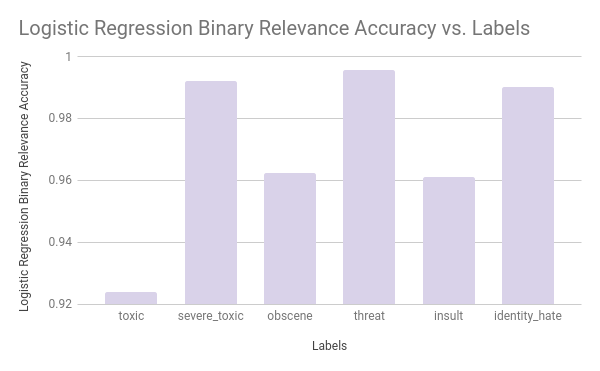 Logistic Regression Binary Relevance Accuracy vs. Labels
Logistic Regression Binary Relevance Accuracy
1
0.98
0.96
0.94
0.92
toxic severe_toxic obscene threat insult identity_hate
Labels